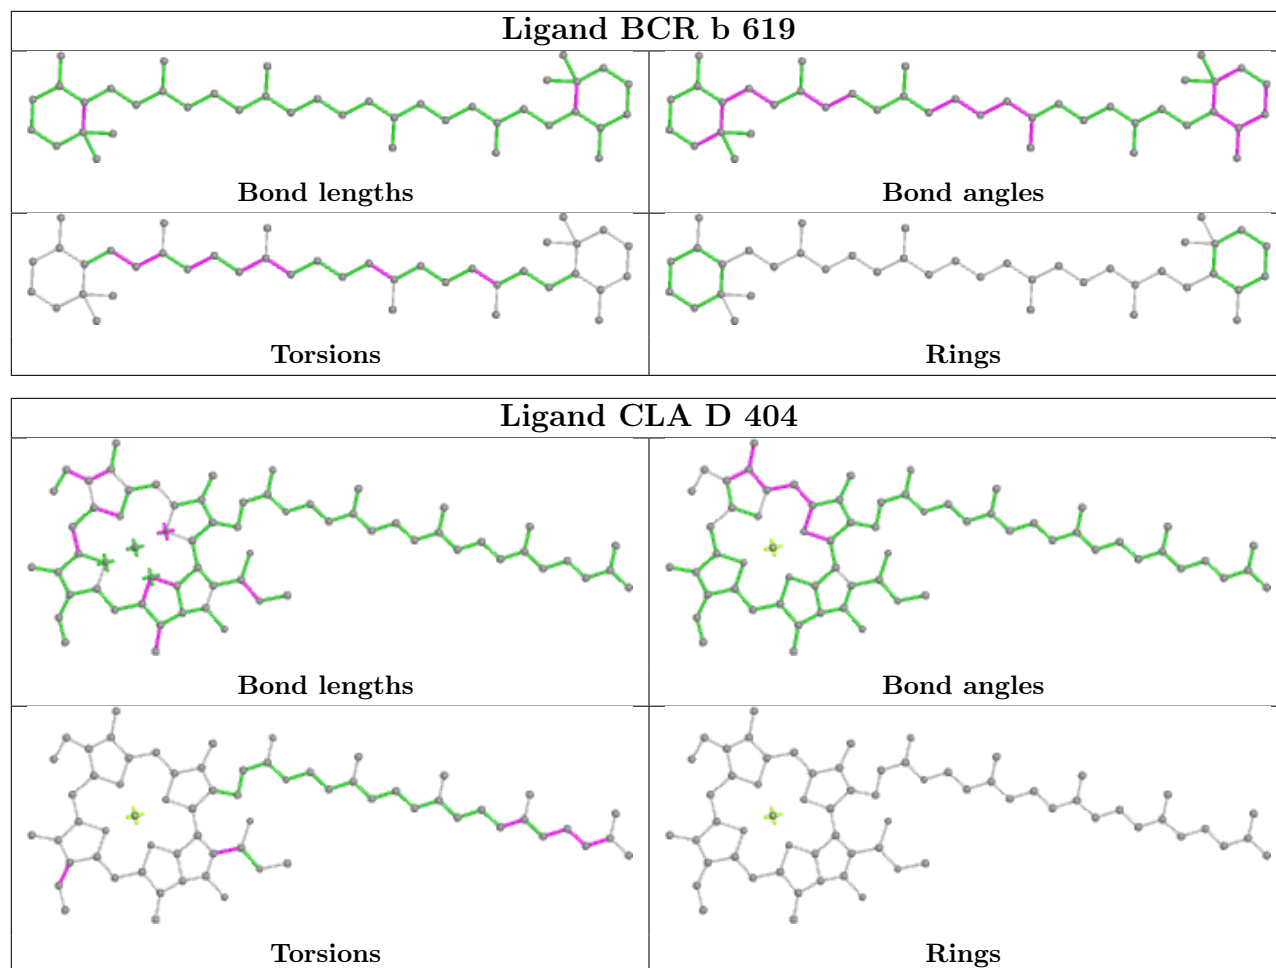 Ligand BCR b 619
Bond lengths
Bond angles
Torsions
Rings
Ligand CLA D 404
Bond lengths
Bond angles
Torsions
Rings